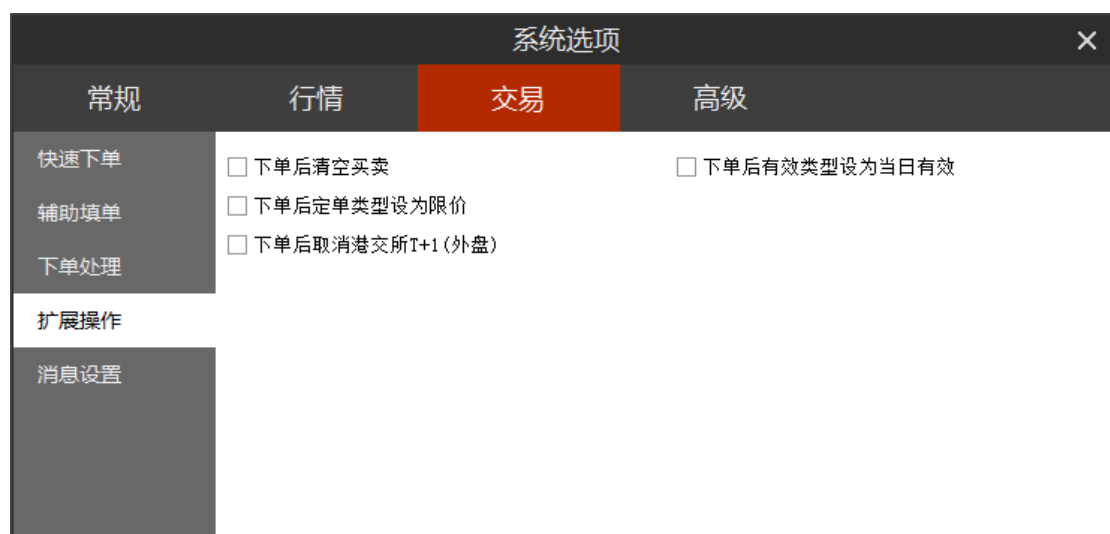 系统选项
常规 行情 交易 高级
快速下单
辅助填单
下单处理
扩展操作
消息设置
下单后清空买卖 下单后有效类型设为当日有效
下单后定单类型设为限价
下单后取消港交所T+1(外盘)